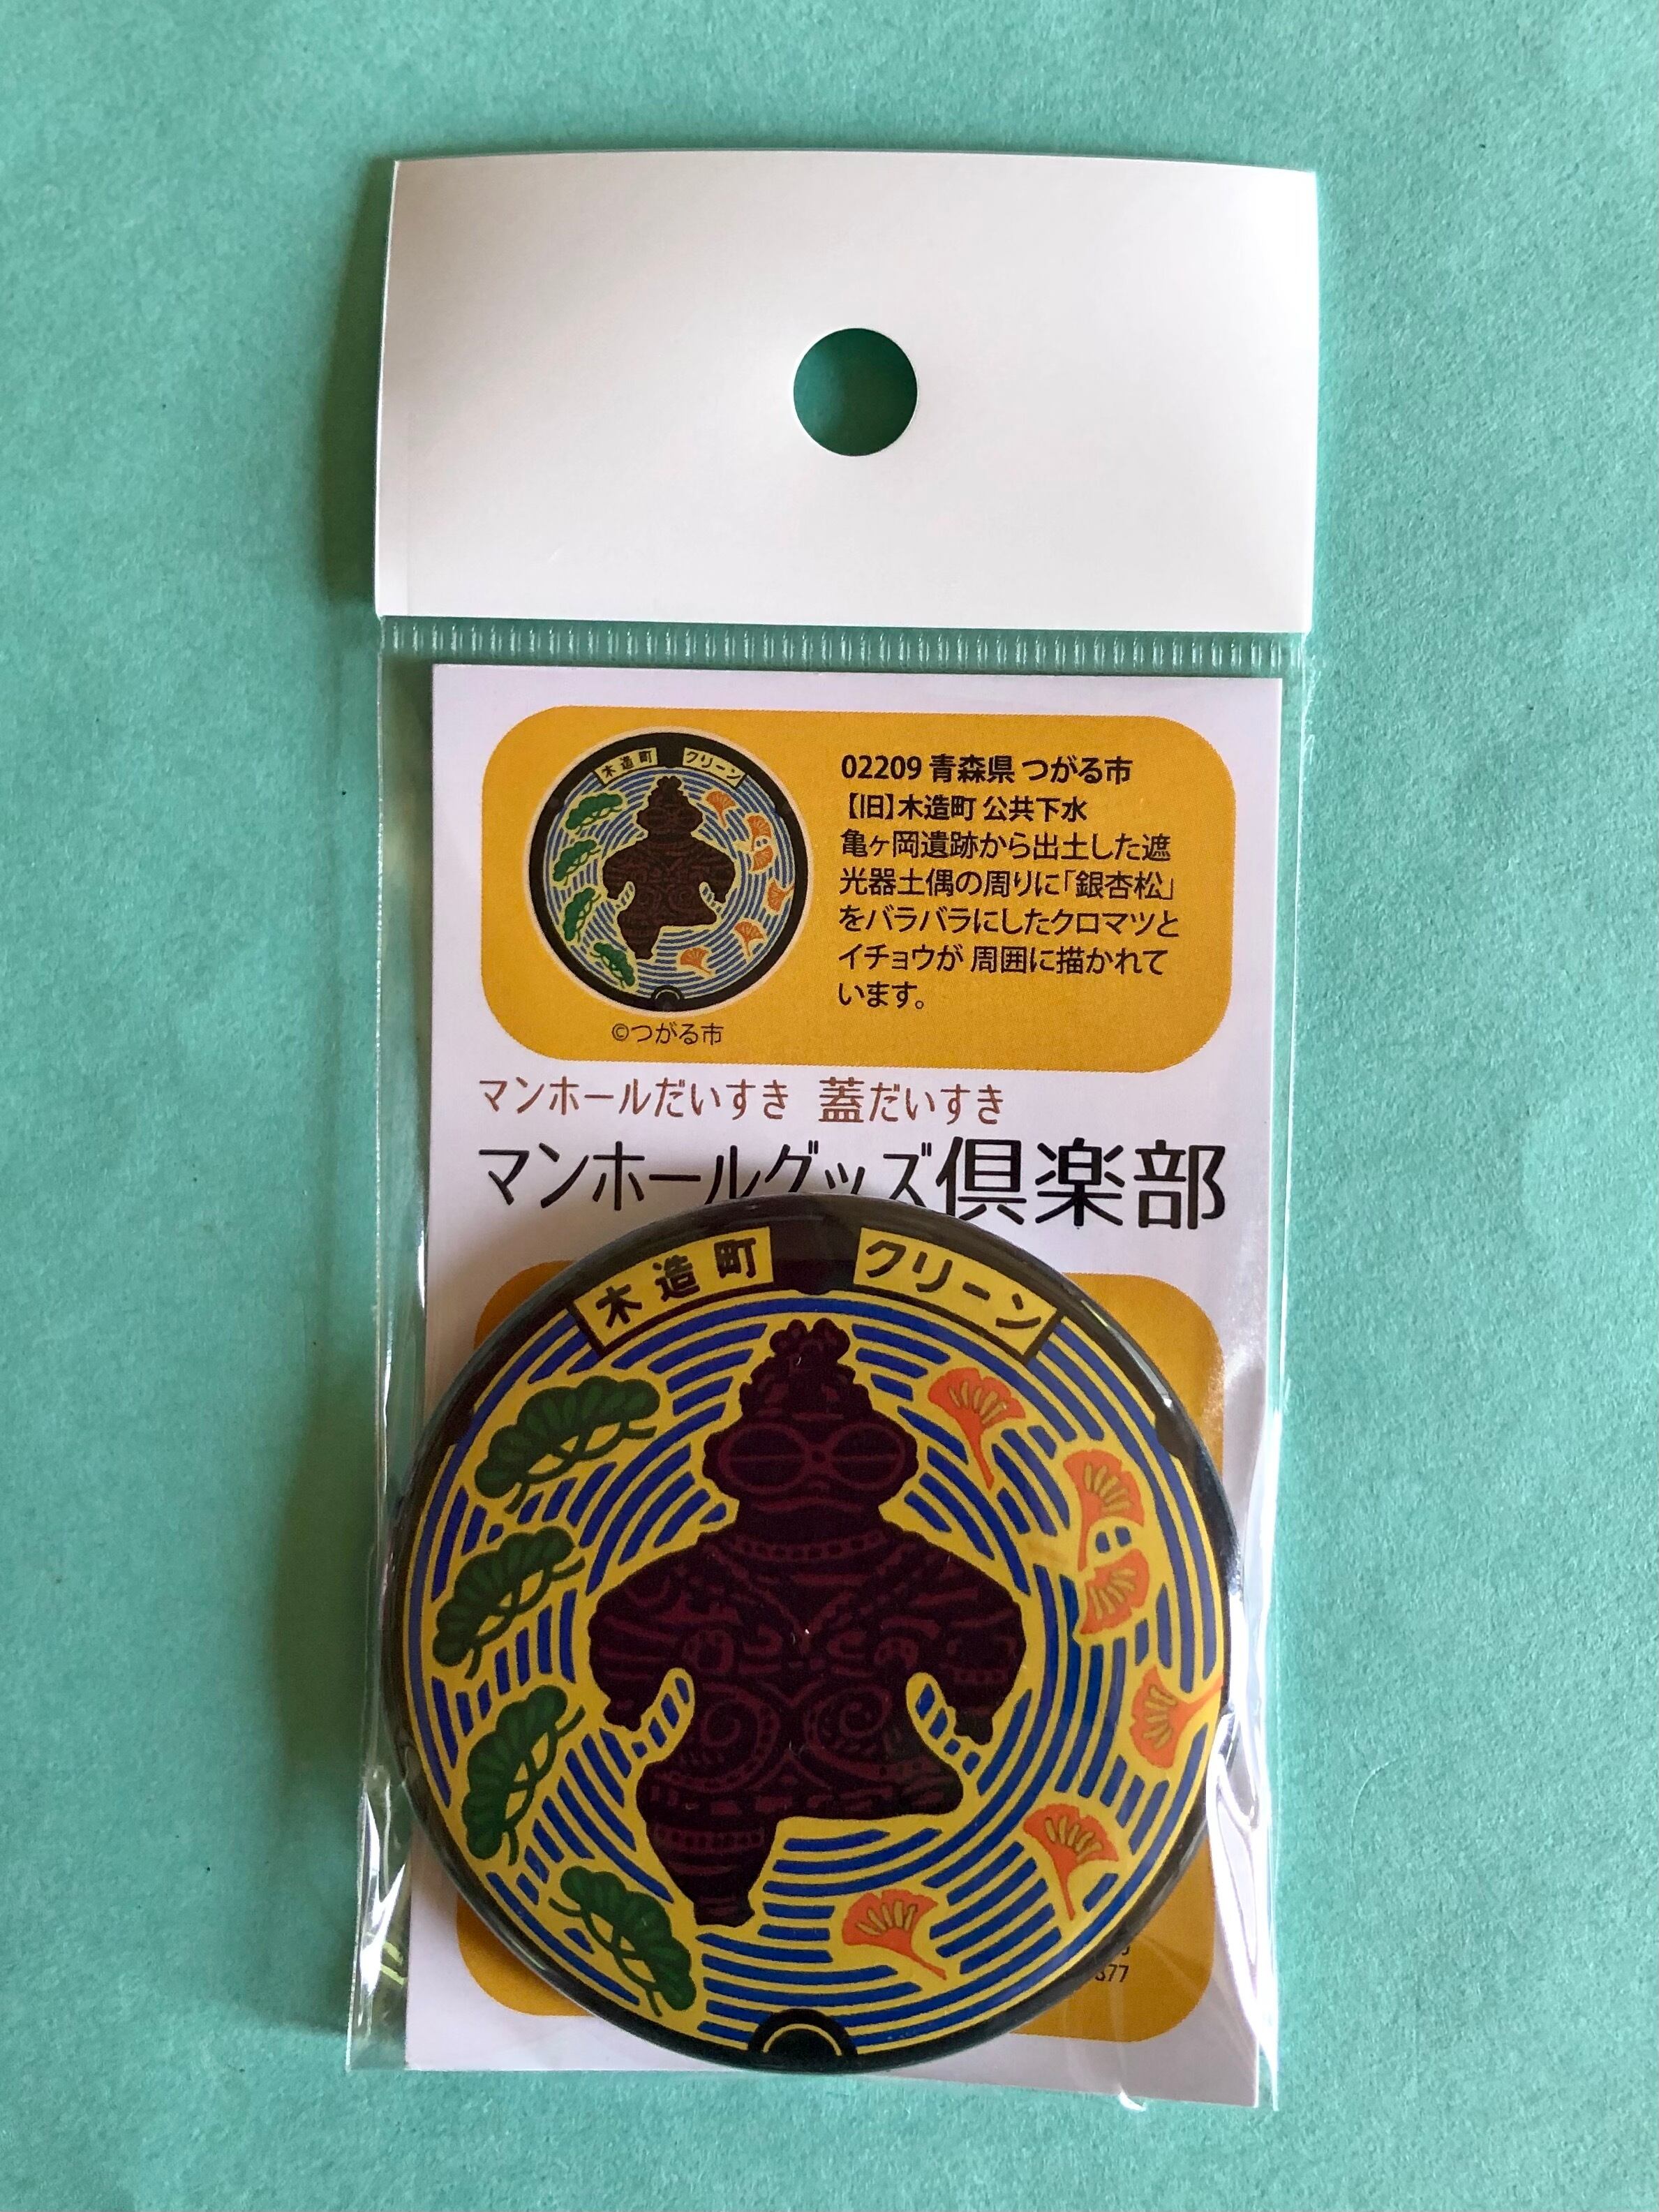 木造町 クリーン
02209 青森県 つがる市
【旧】木造町 公共下水
亀ヶ岡遺跡から出土した遮
光器土偶の周りに「銀杏松」
をバラバラにしたクロマツと
イチョウが 周囲に描かれて
います。
©つがる市
マンホールだいすき 蓋だいすき
マンホールグッズ倶楽部
木造町 クリーン
377